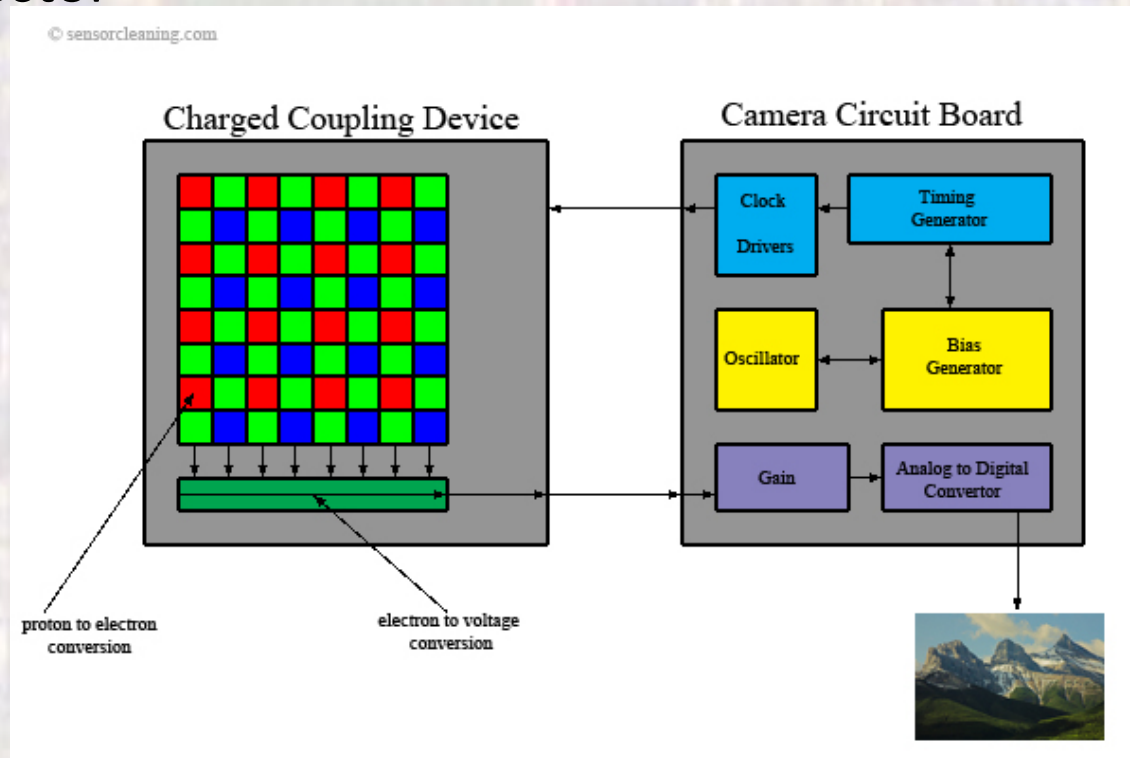 © sensorcleaning.com
Charged Coupling Device
Camera Circuit Board
Clock
Drivers
Timing
Generator
Oscillator
Bias
Generator
Gain
Analog to Digital
Convertor
proton to electron
conversion
electron to voltage
conversion